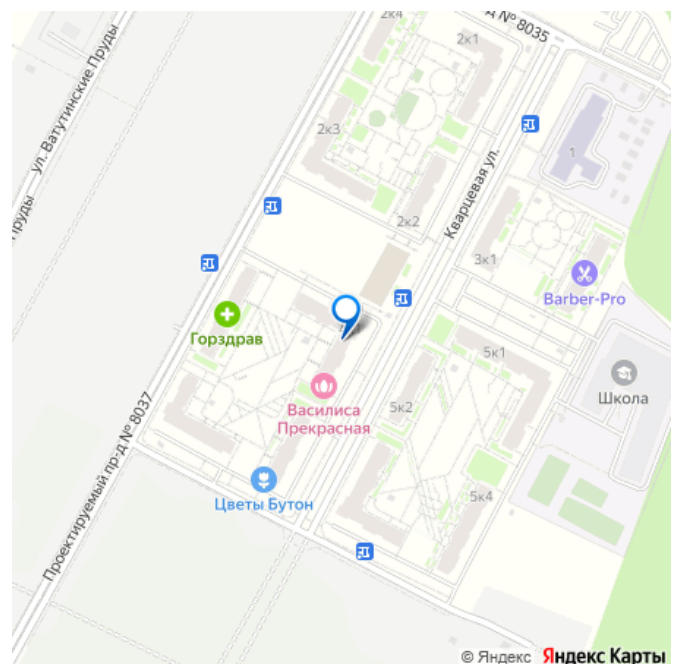 2к4
д № 8035
2к1
ул. Ватутинские Пруды
2к3
1
Кварцевая ул.
Пруды
2к2
3к1
Barber-Pro
Горздрав
5к1
Школа
Василиса
Прекрасная
5к2
Проектируемый пр-д № 8037
Цветы Бутон
5к4
© Яндекс Яндекс Карты